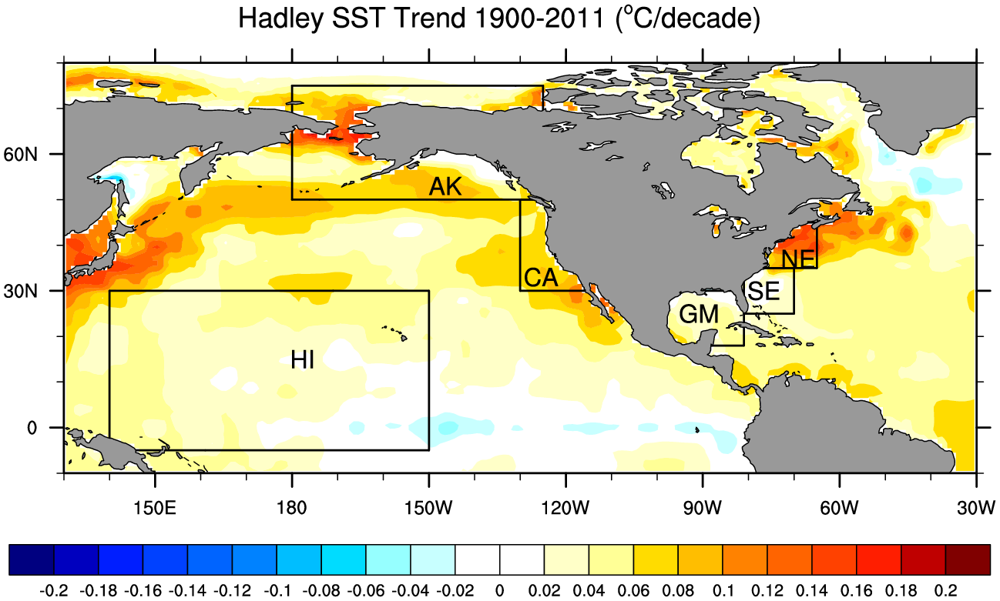 Hadley SST Trend 1900-2011 (°C/decade)
60N
AK
NE
CA
30N
SE
GM
HI
0
150E 180 150W 120W 90W 60W 30W
-0.2 -0.18 -0.16 -0.14 -0.12 -0.1 -0.08 -0.06 -0.04 -0.02 0 0.02 0.04 0.06 0.08 0.1 0.12 0.14 0.16 0.18 0.2